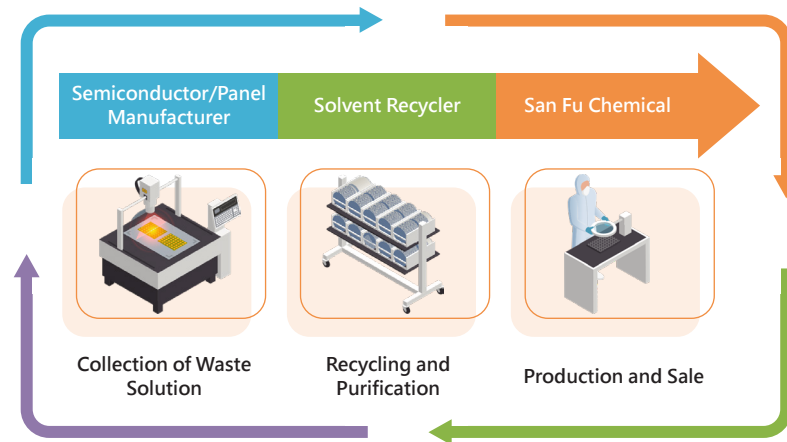 Semiconductor/Panel
Manufacturer
Solvent Recycler
San Fu Chemical
Collection of Waste
Solution
Recycling and
Purification
Production and Sale